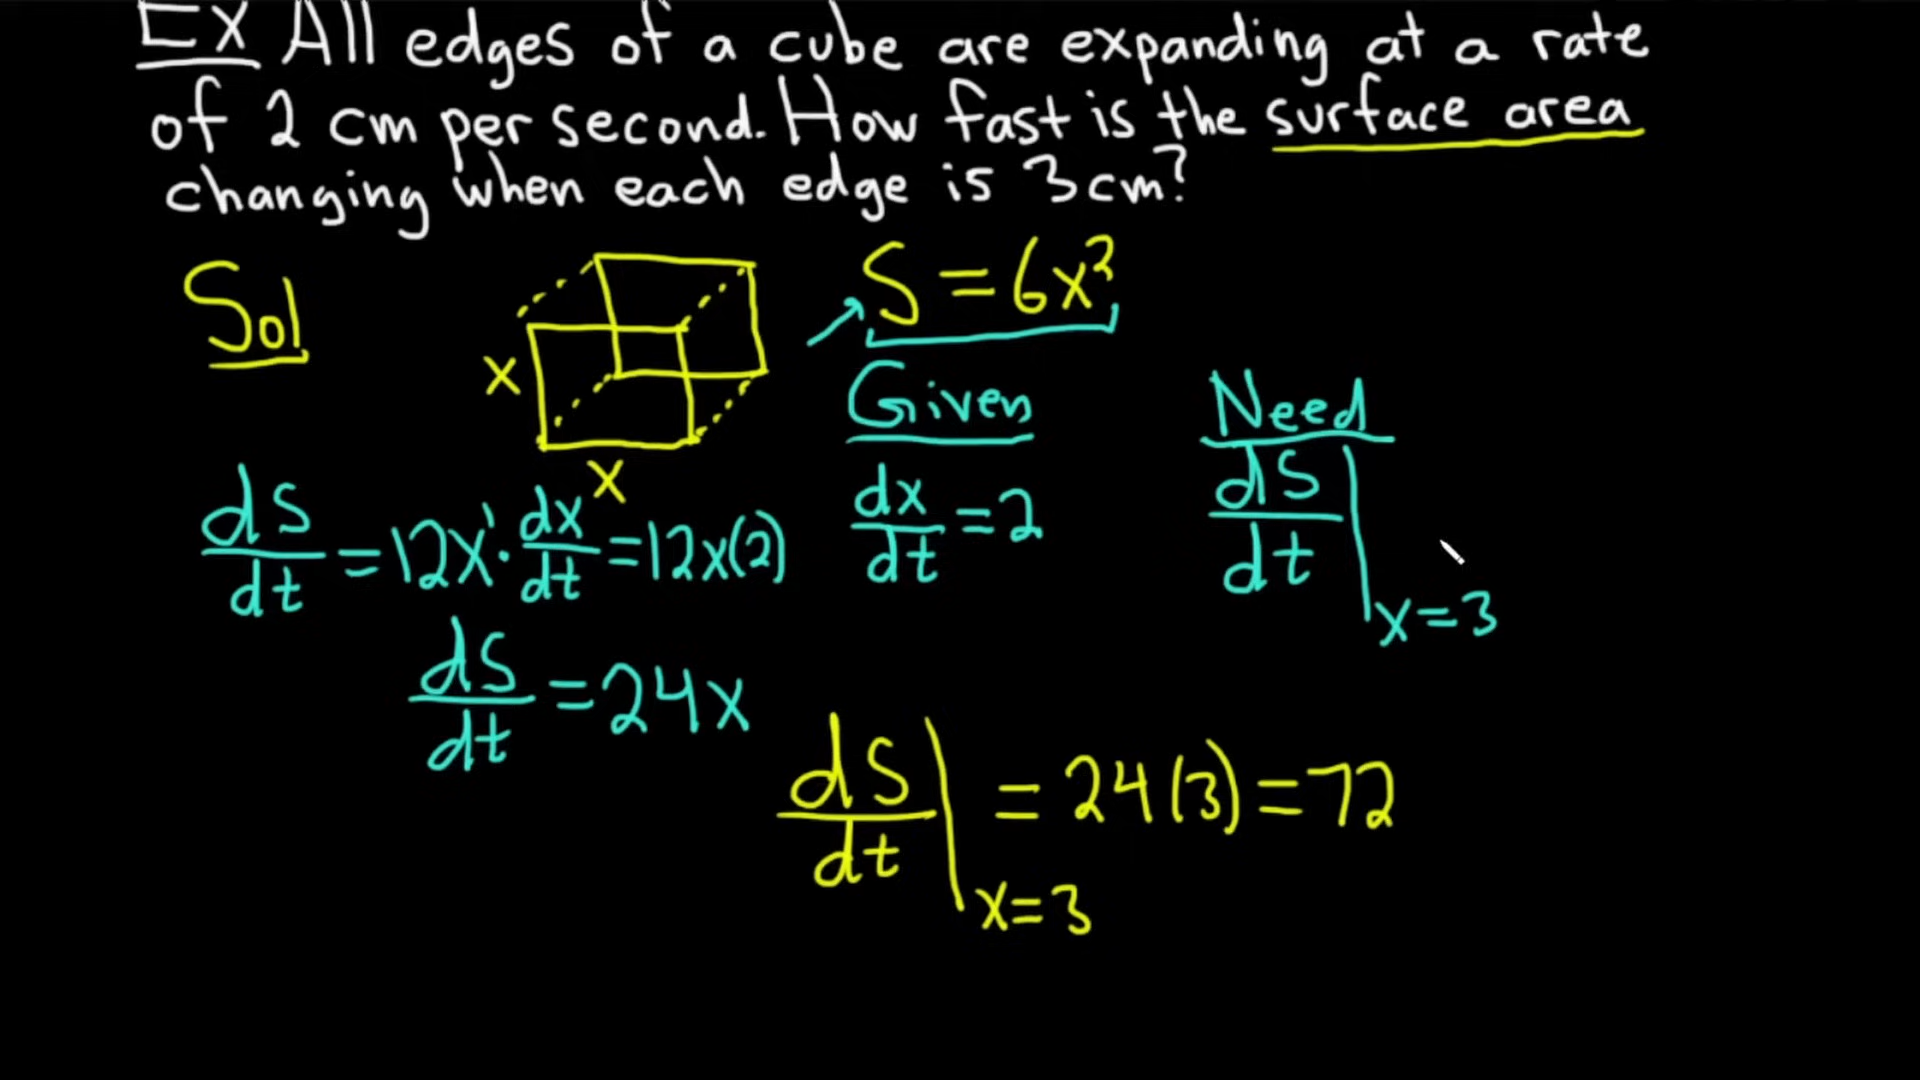 Ex All edges of a cube are expanding at a rate
of 2 cm per second. How fast is the surface area
changing when each edge is 3cm?
Sol
x
x
S = 6x²
Given
dx/dt = 2
Need
dS/dt | x=3
dS/dt = 12x¹ · dx/dt = 12x(2)
dS/dt = 24x
dS/dt | x=3 = 24(3) = 72